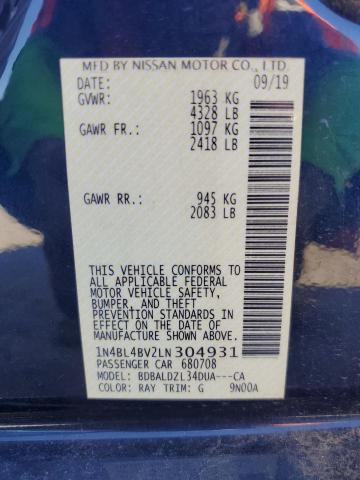 MFD BY NISSAN MOTOR CO., LTD.
DATE: 09/19
GVWR: 1963 KG
4328 LB
GAWR FR.: 1097 KG
2418 LB
GAWR RR.: 945 KG
2083 LB
THIS VEHICLE CONFORMS TO
ALL APPLICABLE FEDERAL
MOTOR VEHICLE SAFETY,
BUMPER, AND THEFT
PREVENTION STANDARDS
IN EFFECT ON THE DATE OF
MANUFACTURE SHOWN ABOVE.
1N4BL4BV2LN304931
PASSENGER CAR 680708
MODEL: BDBALDZL34DUA---CA
COLOR: RAY TRIM: G 9N00A